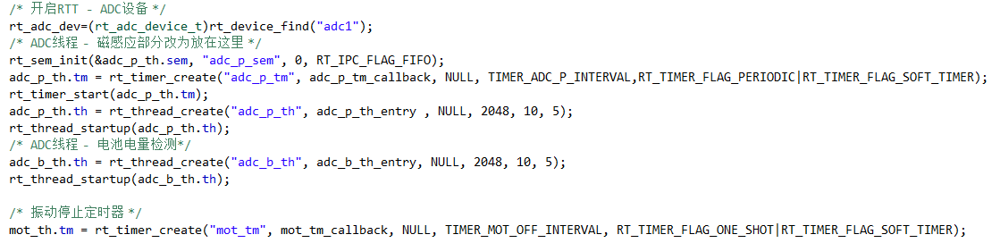 /* 开启RTT - ADC设备 */
rt_adc_dev=(rt_adc_device_t)rt_device_find("adc1");
/* ADC线程 - 磁感应部分改为放在这里 */
rt_sem_init(&adc_p_th.sem, "adc_p_sem", 0, RT_IPC_FLAG_FIFO);
adc_p_th.tm = rt_timer_create("adc_p_tm", adc_p_tm_callback, NULL, TIMER_ADC_P_INTERVAL,RT_TIMER_FLAG_PERIODIC|RT_TIMER_FLAG_SOFT_TIMER);
rt_timer_start(adc_p_th.tm);
adc_p_th.th = rt_thread_create("adc_p_th", adc_p_th_entry , NULL, 2048, 10, 5);
rt_thread_startup(adc_p_th.th);
/* ADC线程 - 电池电量检测*/
adc_b_th.th = rt_thread_create("adc_b_th", adc_b_th_entry, NULL, 2048, 10, 5);
rt_thread_startup(adc_b_th.th);
/* 振动停止定时器 */
mot_th.tm = rt_timer_create("mot_tm", mot_tm_callback, NULL, TIMER_MOT_OFF_INTERVAL, RT_TIMER_FLAG_ONE_SHOT|RT_TIMER_FLAG_SOFT_TIMER);